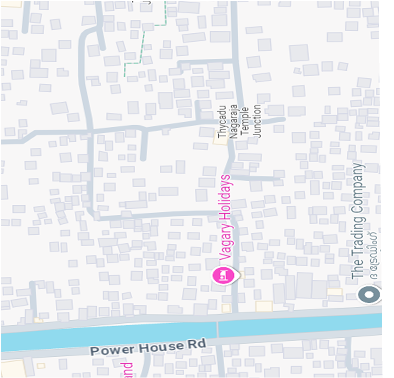 Thycadu
Nagaraja
Temple
Junction
Vagary Holidays
The Trading Company
Power House Rd